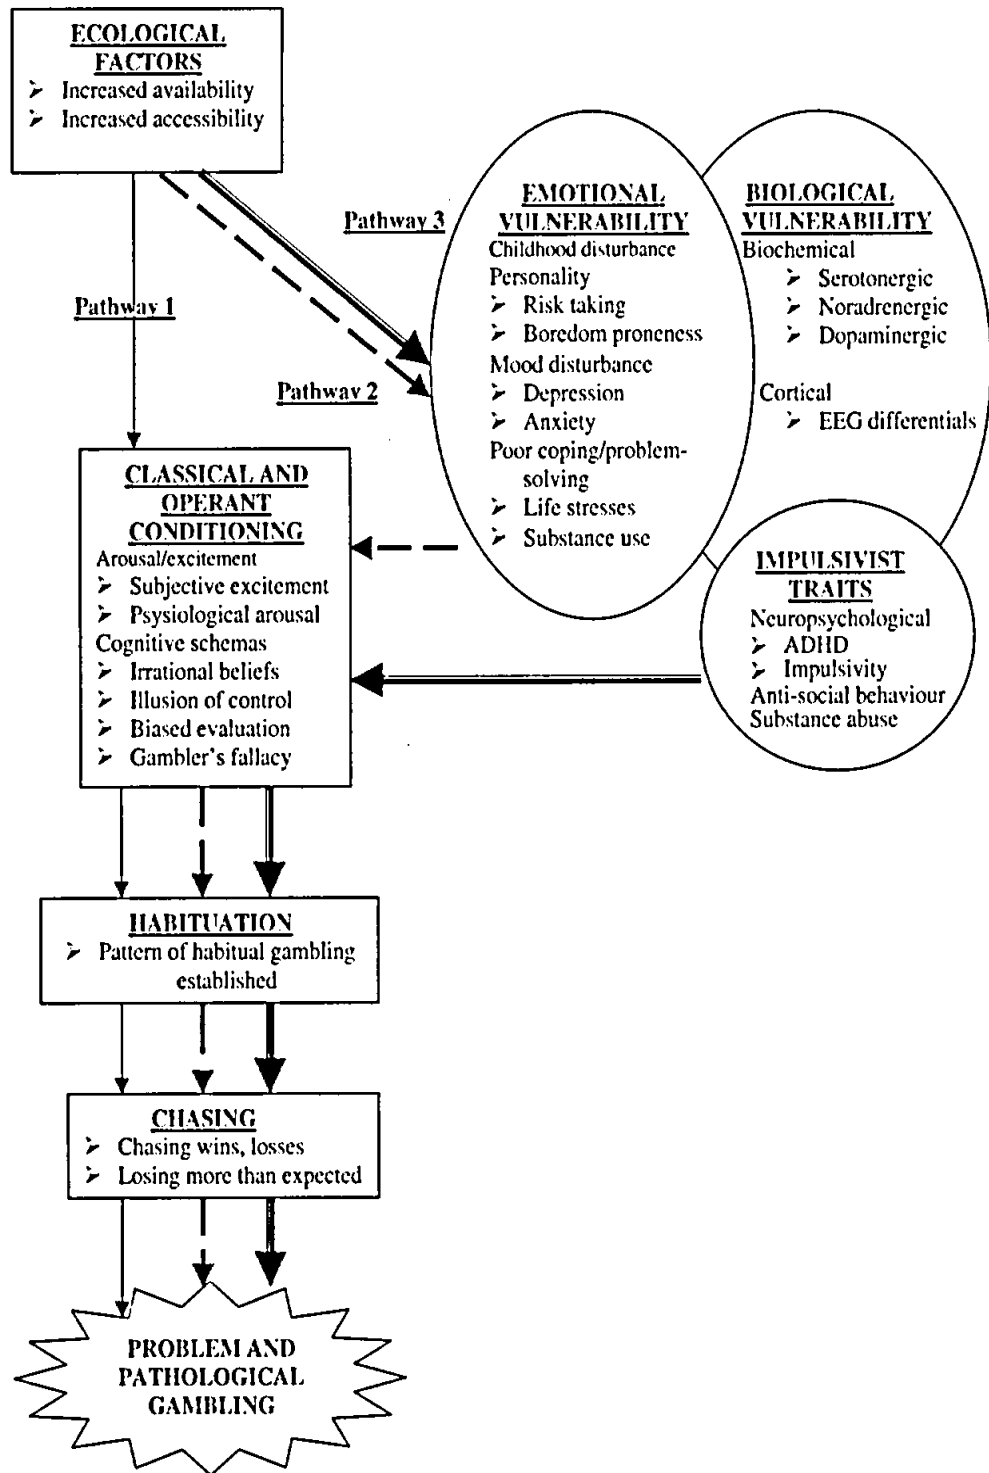 ECOLOGICAL
FACTORS
➢ Increased availability
➢ Increased accessibility
Pathway 1
Pathway 2
Pathway 3
EMOTIONAL
VULNERABILITY
Childhood disturbance
Personality
➢ Risk taking
➢ Boredom proneness
Mood disturbance
➢ Depression
➢ Anxiety
Poor coping/problem-
solving
➢ Life stresses
➢ Substance use
BIOLOGICAL
VULNERABILITY
Biochemical
➢ Serotonergic
➢ Noradrenergic
➢ Dopaminergic
Cortical
➢ EEG differentials
IMPULSIVIST
TRAITS
Neuropsychological
➢ ADHD
➢ Impulsivity
Anti-social behaviour
Substance abuse
CLASSICAL AND
OPERANT
CONDITIONING
Arousal/excitement
➢ Subjective excitement
➢ Psysiological arousal
Cognitive schemas
➢ Irrational beliefs
➢ Illusion of control
➢ Biased evaluation
➢ Gambler's fallacy
HABITUATION
➢ Pattern of habitual gambling
established
CHASING
➢ Chasing wins, losses
➢ Losing more than expected
PROBLEM AND
PATHOLOGICAL
GAMBLING